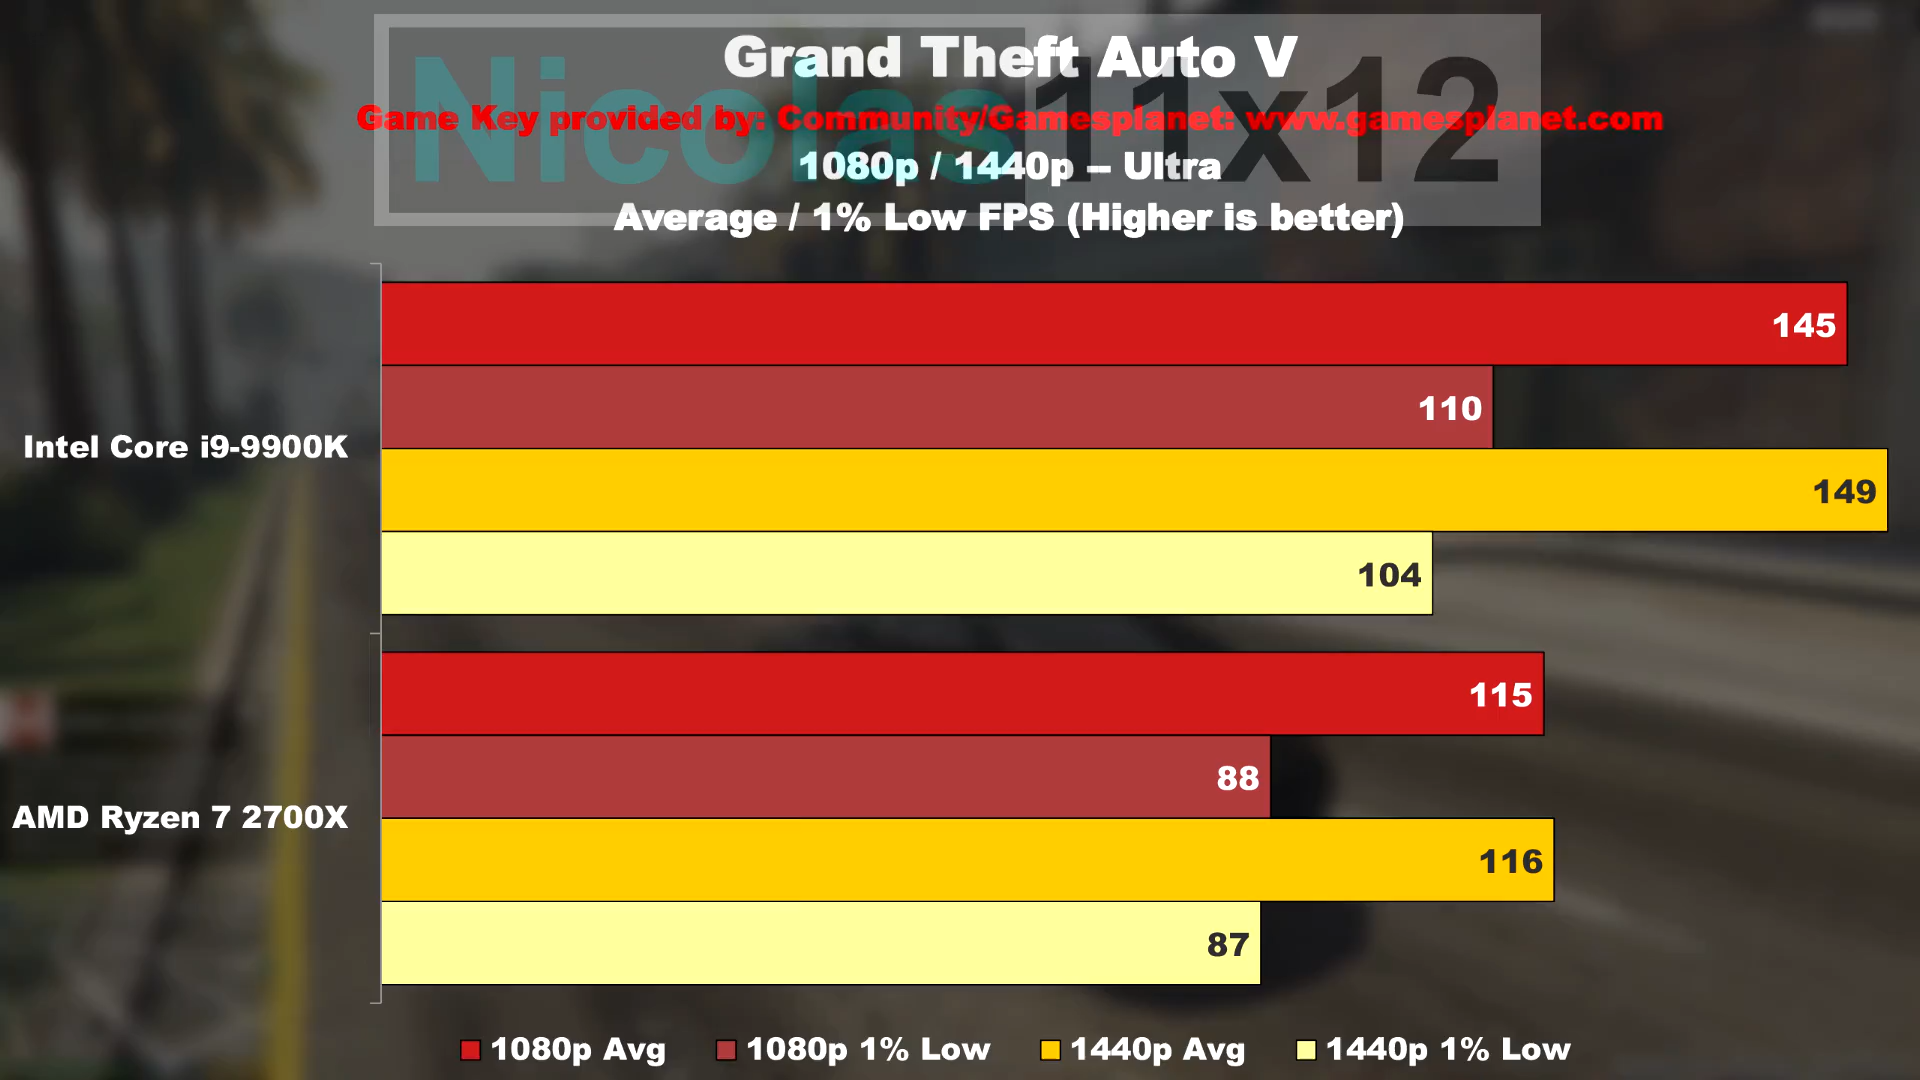 Nicolas11x12
Grand Theft Auto V
Game Key provided by: Community/Gamesplanet: www.gamesplanet.com
1080p / 1440p – Ultra
Average / 1% Low FPS (Higher is better)
145
110
Intel Core i9-9900K
149
104
115
88
AMD Ryzen 7 2700X
116
87
1080p Avg
1080p 1% Low
1440p Avg
1440p 1% Low